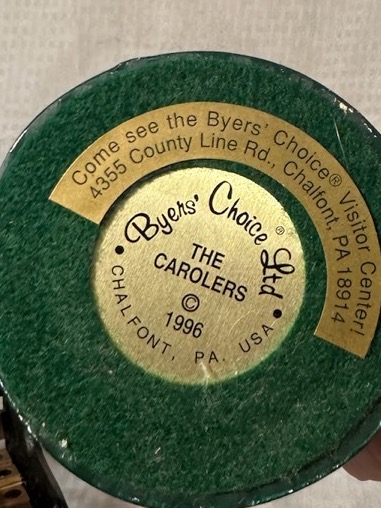 Come see the Byers' Choice® Visitor Center!
4355 County Line Rd., Chalfont, PA 18914
Byers' Choice Ltd®
THE
CAROLERS
©
1996
• CHALFONT, PA. USA •